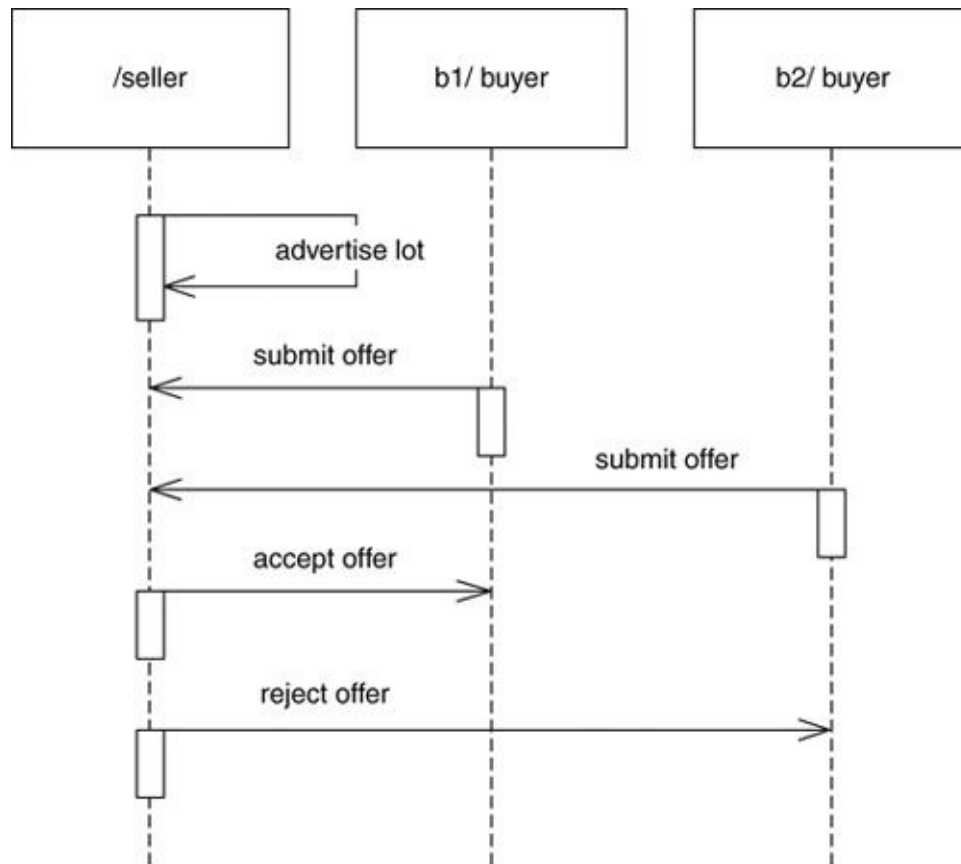 /seller
b1/ buyer
b2/ buyer
advertise lot
submit offer
submit offer
accept offer
reject offer